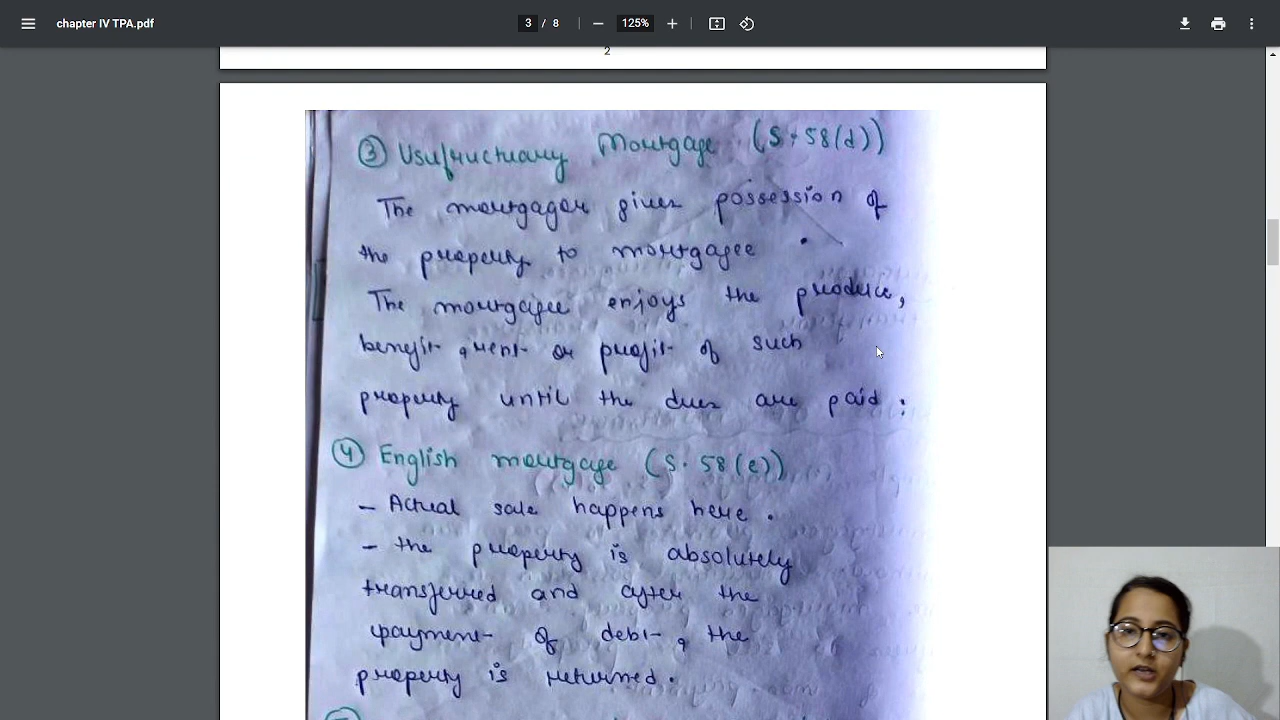 chapter IV TPA.pdf
3 / 8
125%
2
③ Usufructuary Mortgage (S.58(d))
The mortgagor gives possession of
the property to mortgagee .
The mortgagee enjoys the produce,
benefit, rent or profit of such
property until the dues are paid.
④ English mortgage (S. 58(e))
- Actual sale happens here .
- the property is absolutely
transferred and after the
payment of debt, the
property is returned.